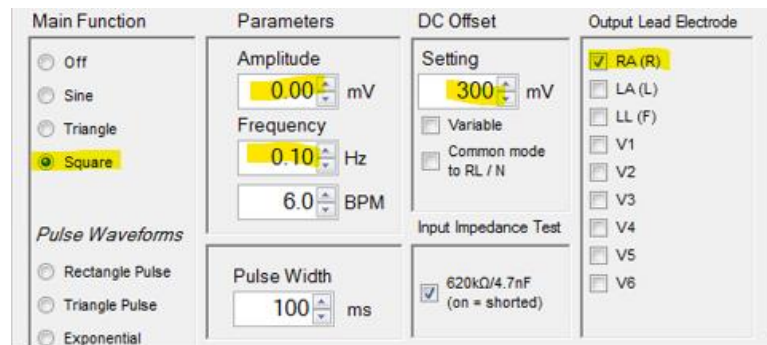 Main Function
Off
Sine
Triangle
Square
Pulse Waveforms
Rectangle Pulse
Triangle Pulse
Exponential
Parameters
Amplitude
0.00 mV
Frequency
0.10 Hz
6.0 BPM
Pulse Width
100 ms
DC Offset
Setting
300 mV
Variable
Common mode
to RL / N
Input Impedance Test
620kΩ/4.7nF
(on = shorted)
Output Lead Electrode
RA (R)
LA (L)
LL (F)
V1
V2
V3
V4
V5
V6